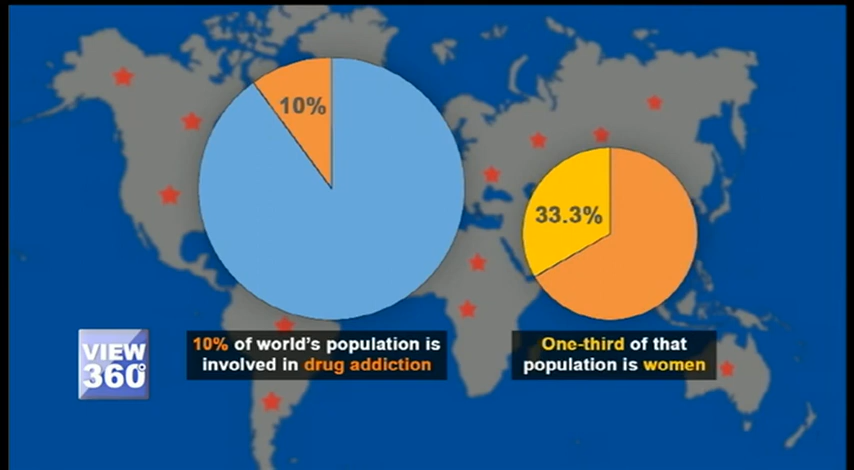 10%
33.3%
VIEW
360°
10% of world's population is
involved in drug addiction
One-third of that
population is women